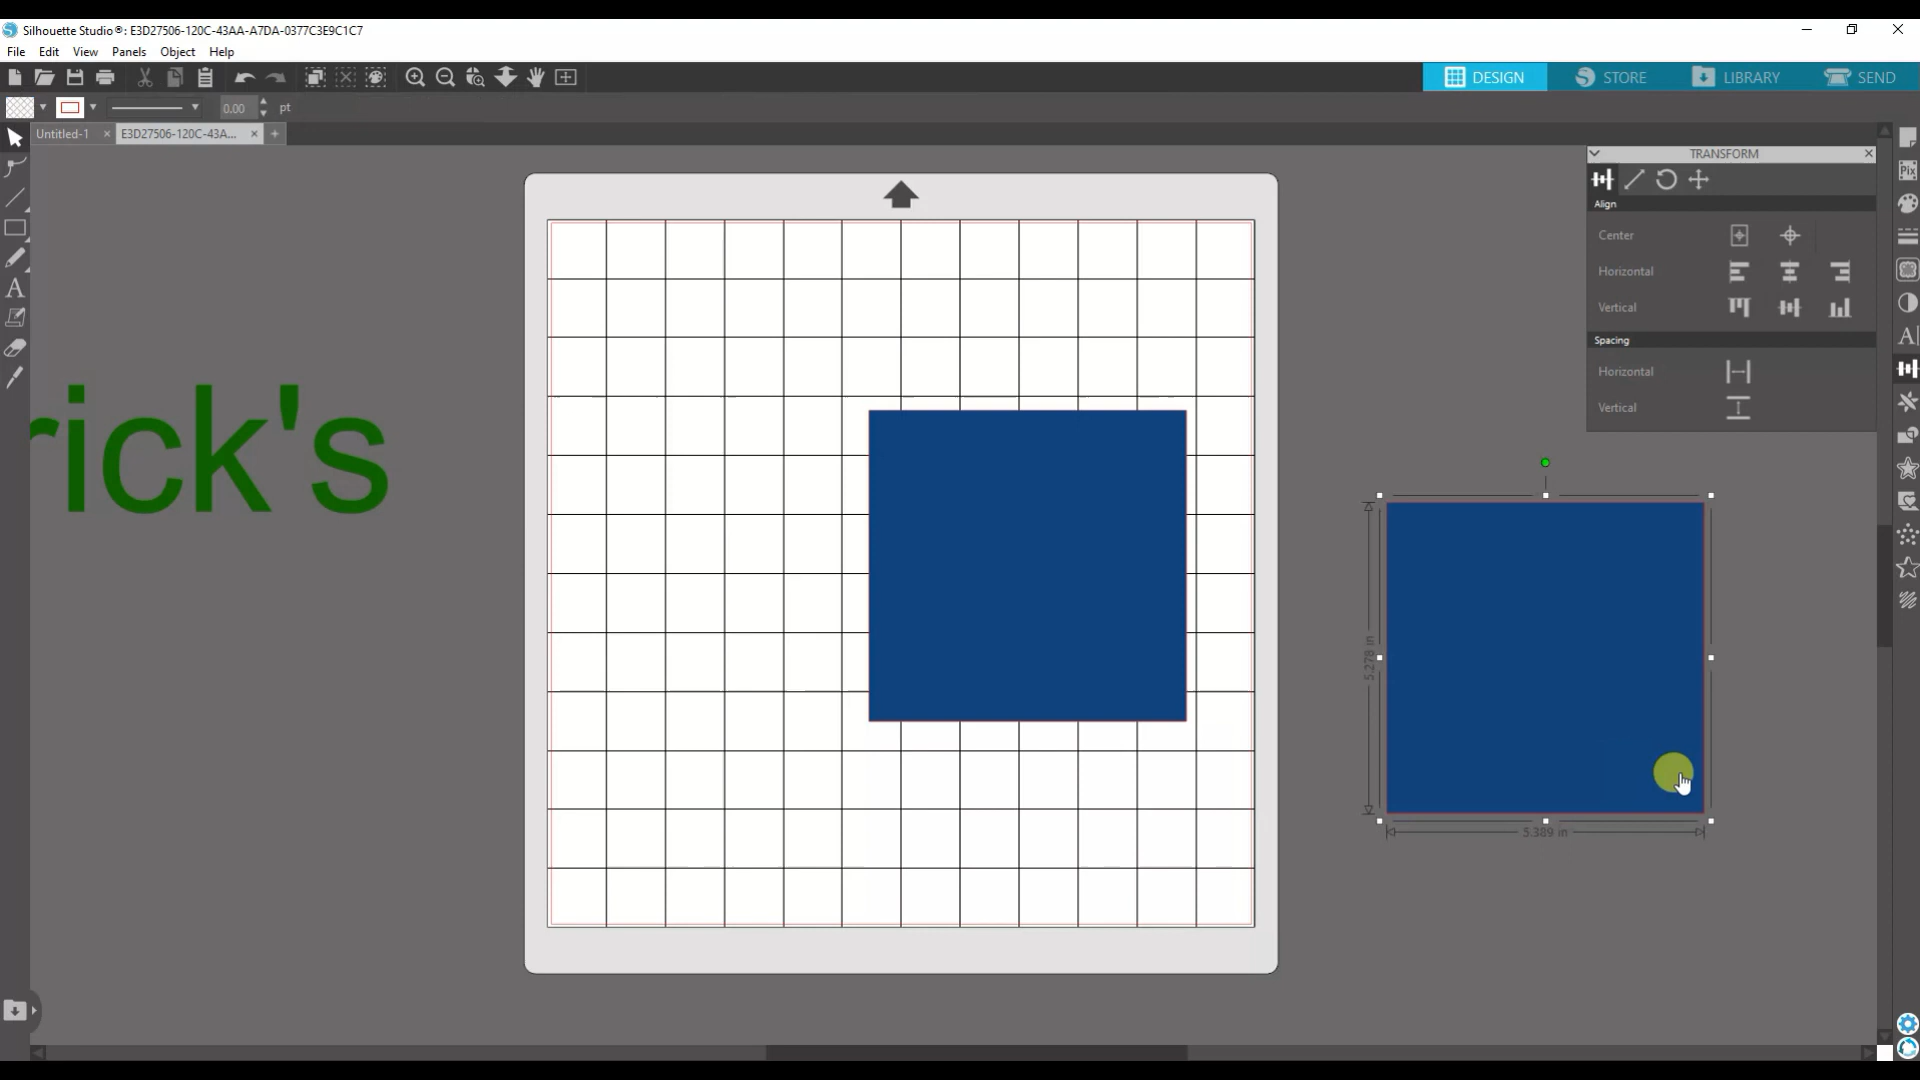 Silhouette Studio®: E3D27506-120C-43AA-A7DA-0377C3E9C1C7
File Edit View Panels Object Help
DESIGN STORE LIBRARY SEND
0.00 pt
Untitled-1 E3D27506-120C-43A...
TRANSFORM
Align
Center
Horizontal
Vertical
Spacing
Horizontal
Vertical
rick's
5.278 in
5.389 in